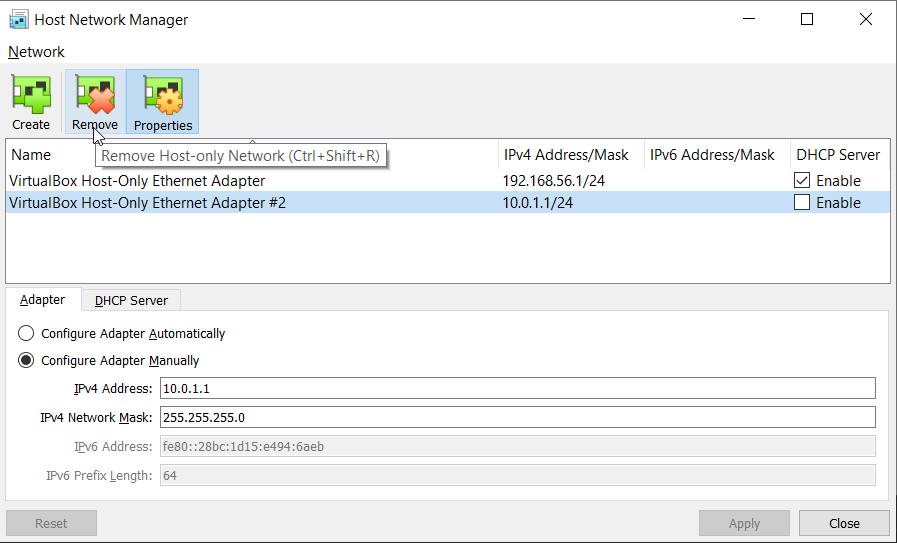 Host Network Manager
Network
Create Remove Properties
Remove Host-only Network (Ctrl+Shift+R)
Name IPv4 Address/Mask IPv6 Address/Mask DHCP Server
VirtualBox Host-Only Ethernet Adapter 192.168.56.1/24 Enable
VirtualBox Host-Only Ethernet Adapter #2 10.0.1.1/24 Enable
Adapter DHCP Server
Configure Adapter Automatically
Configure Adapter Manually
IPv4 Address: 10.0.1.1
IPv4 Network Mask: 255.255.255.0
IPv6 Address: fe80::28bc:1d15:e494:6aeb
IPv6 Prefix Length: 64
Reset Apply Close